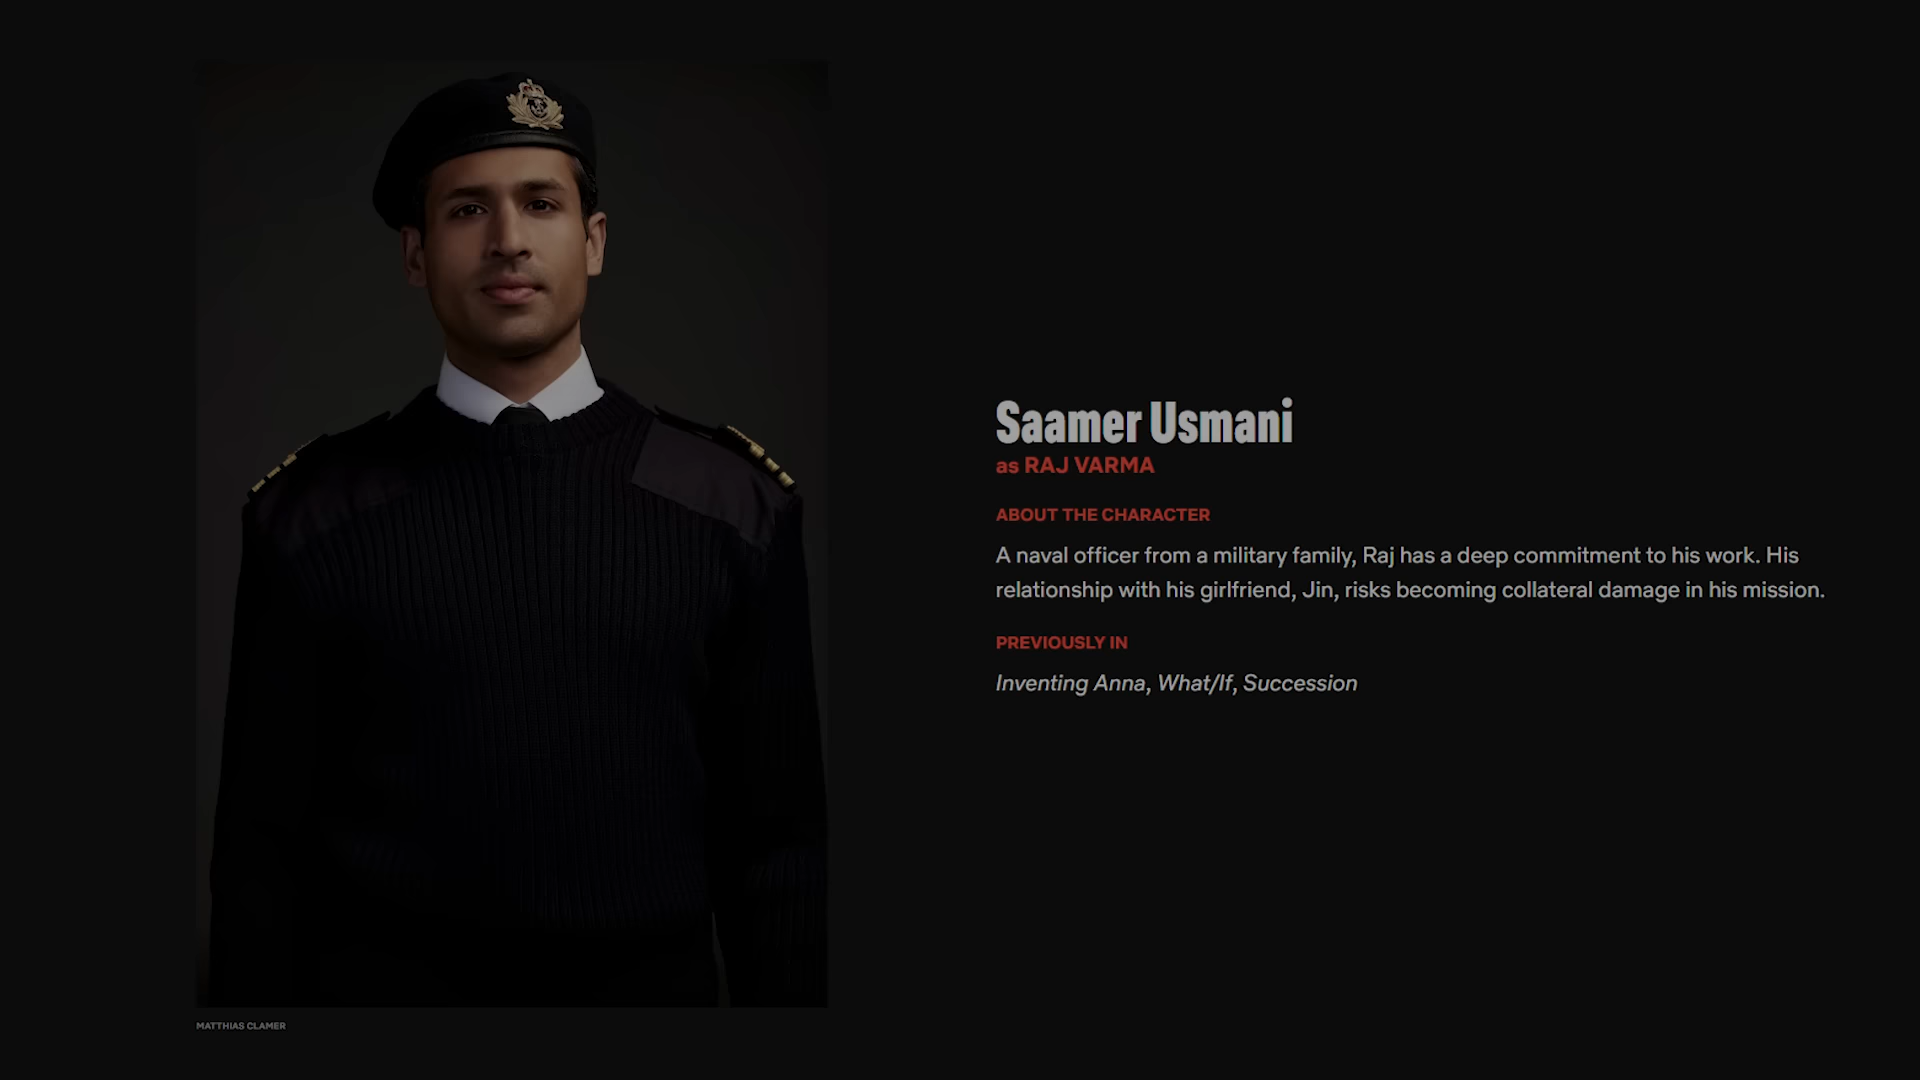 Saamer Usmani
as RAJ VARMA
ABOUT THE CHARACTER
A naval officer from a military family, Raj has a deep commitment to his work. His
relationship with his girlfriend, Jin, risks becoming collateral damage in his mission.
PREVIOUSLY IN
Inventing Anna, What/If, Succession
MATTHIAS CLAMER